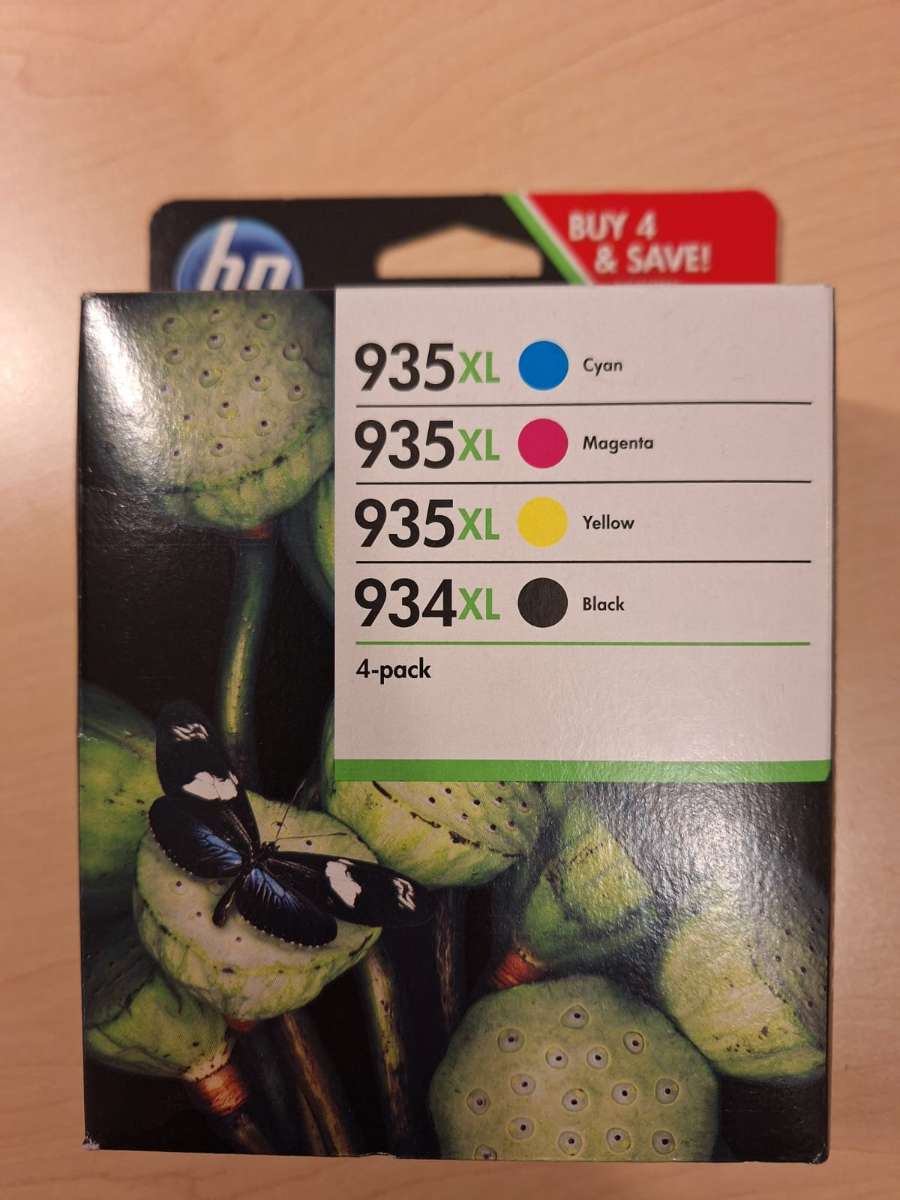 hp
BUY 4
& SAVE!
935XL Cyan
935XL Magenta
935XL Yellow
934XL Black
4-pack